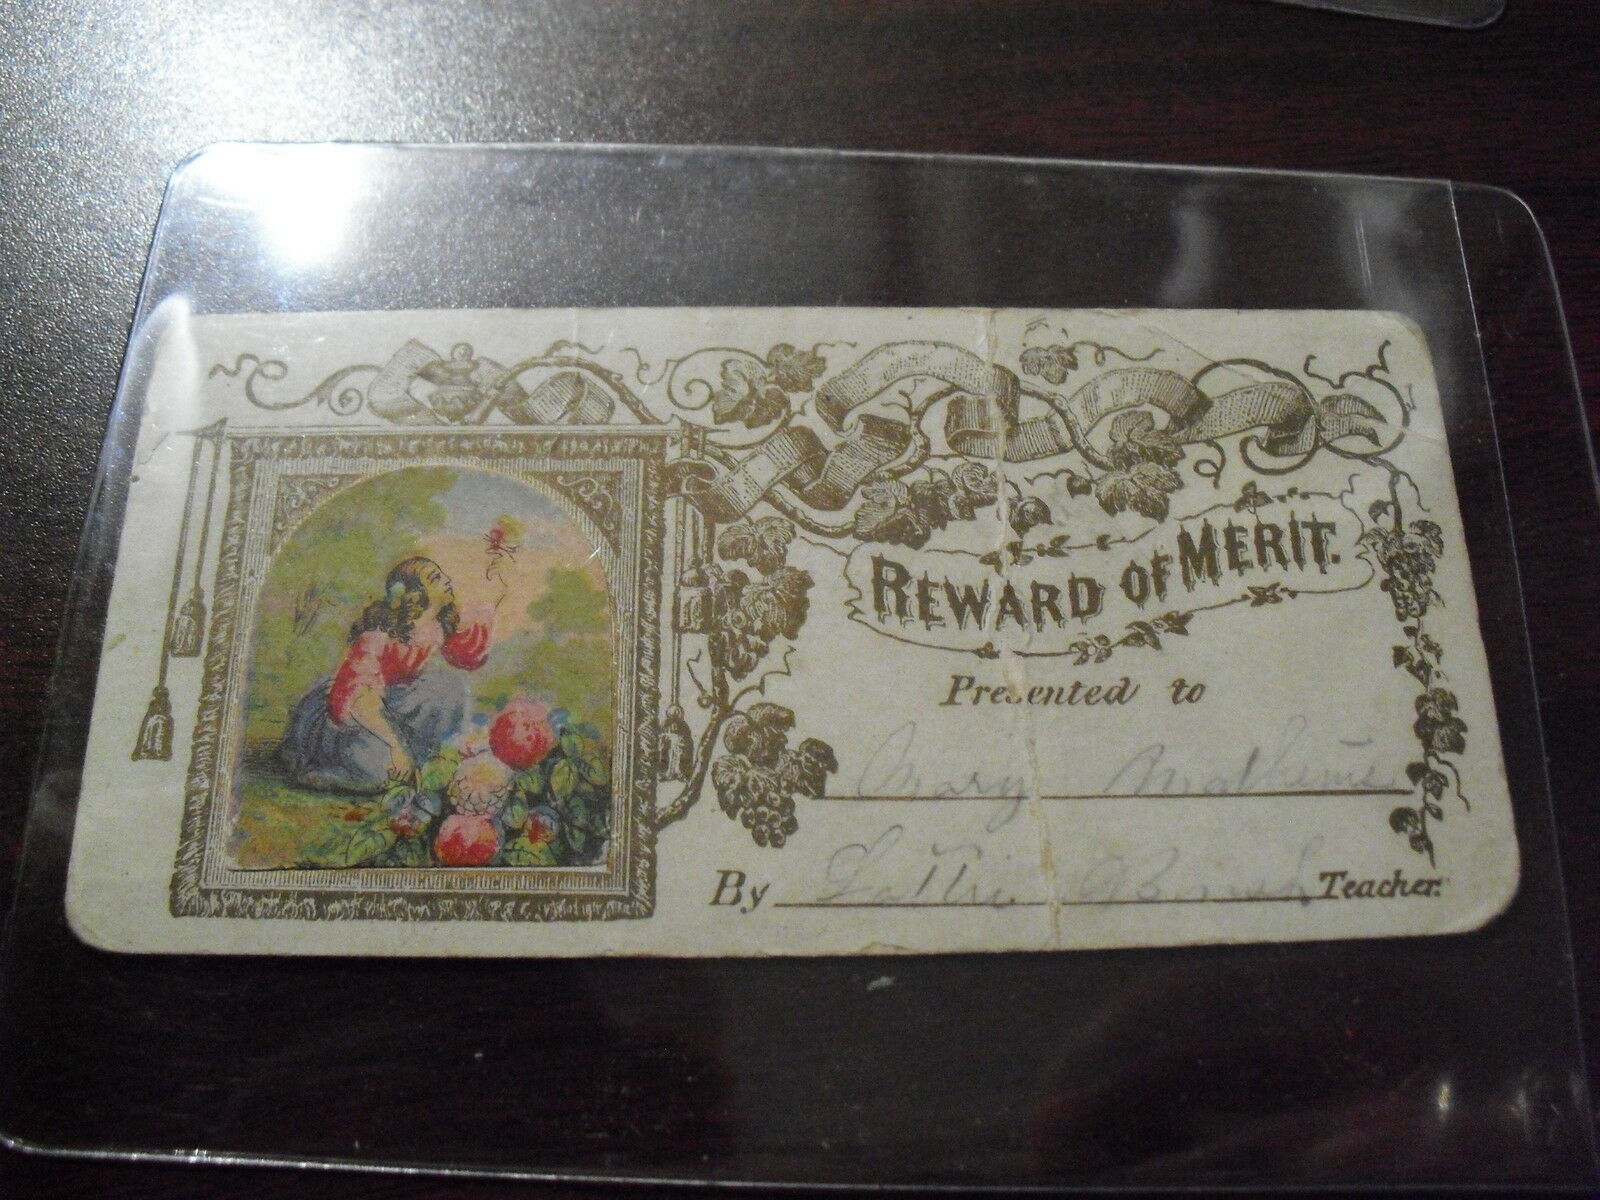 REWARD OF MERIT.
Presented to
Mary
By Teacher.